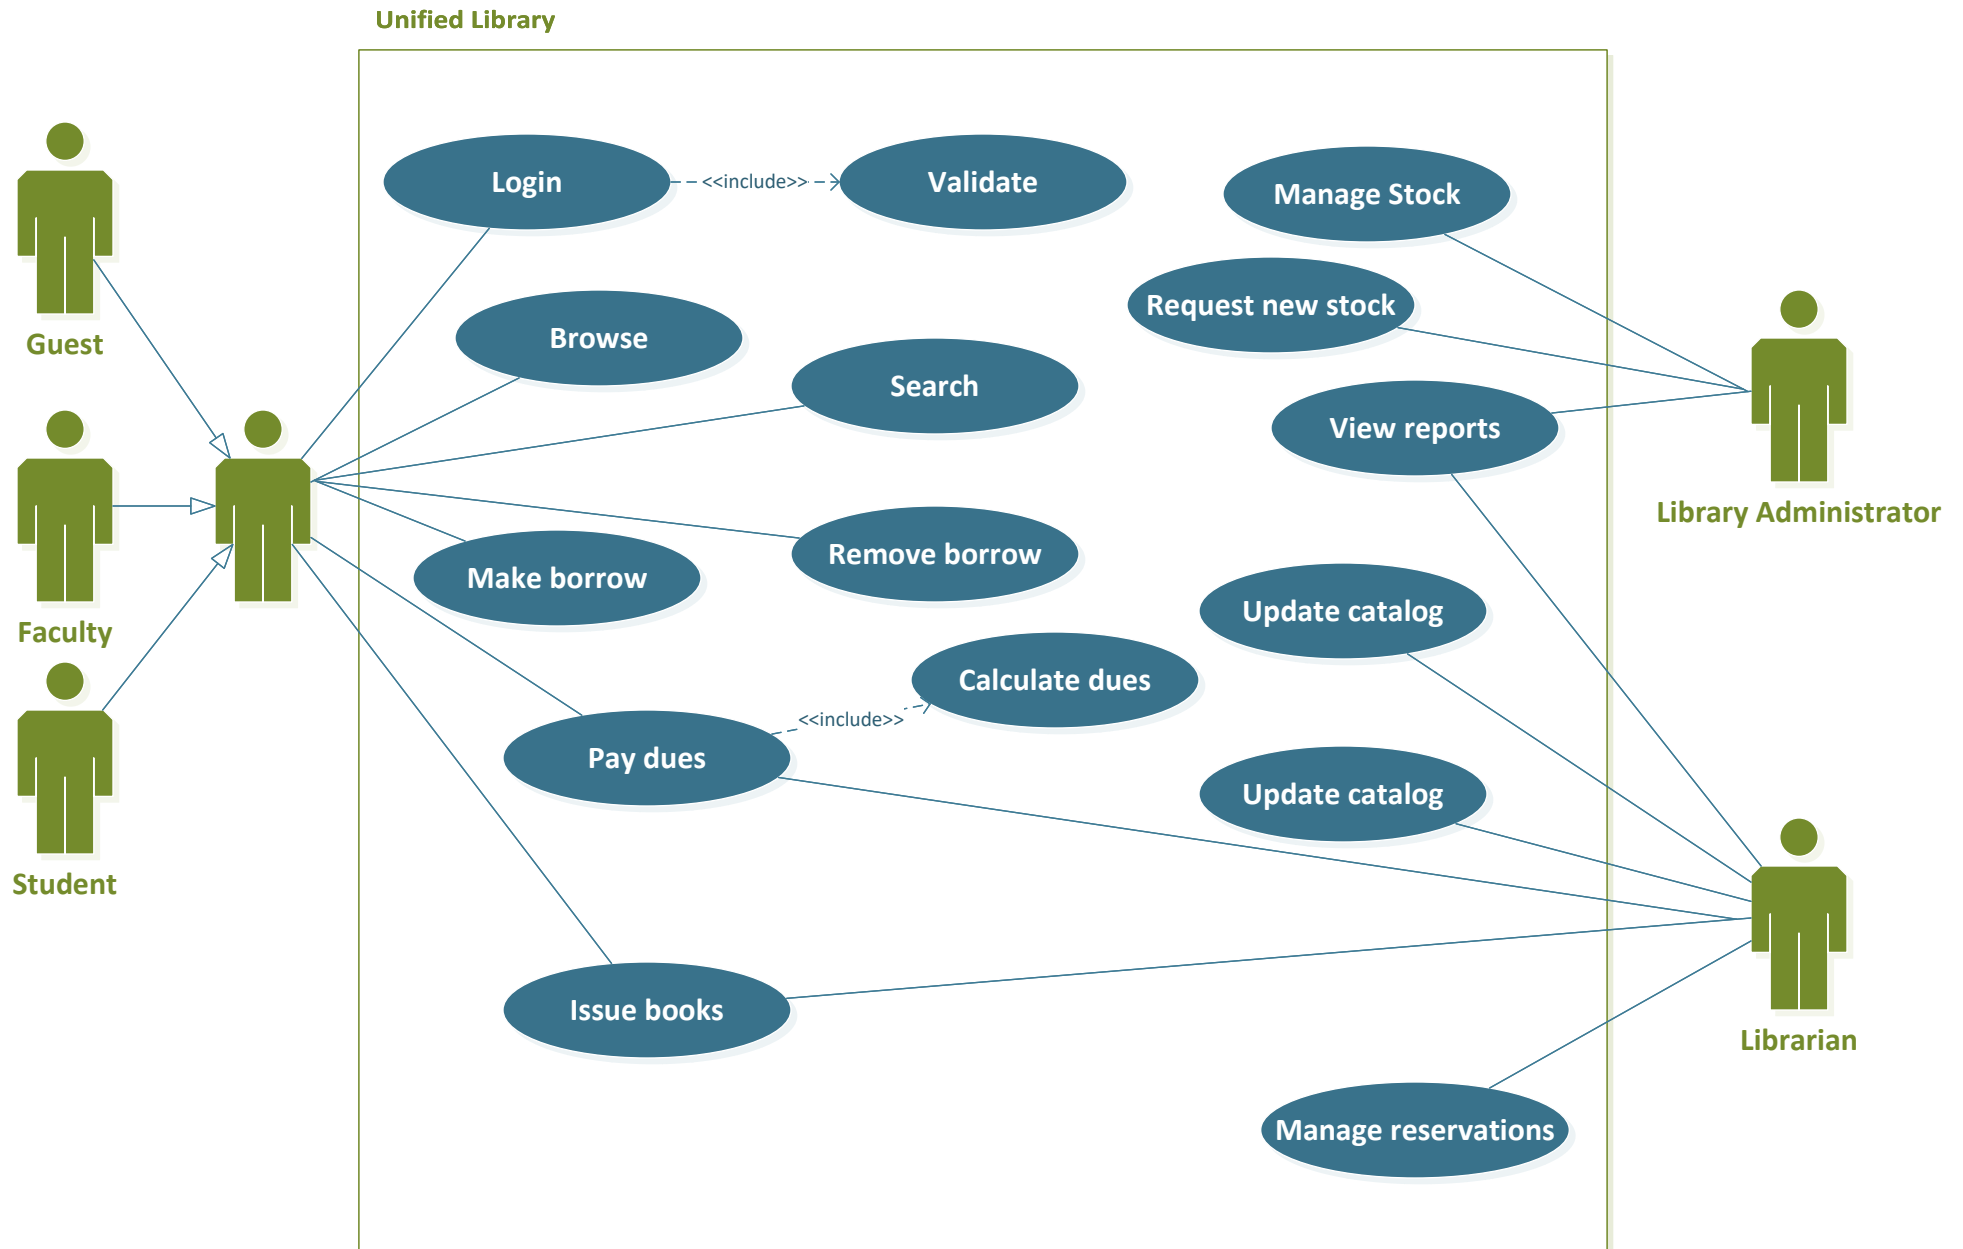 Unified Library
Login
<<include>>
Validate
Manage Stock
Request new stock
Guest
Browse
Search
View reports
Library Administrator
Make borrow
Remove borrow
Faculty
Update catalog
Calculate dues
<<include>>
Pay dues
Update catalog
Student
Issue books
Librarian
Manage reservations